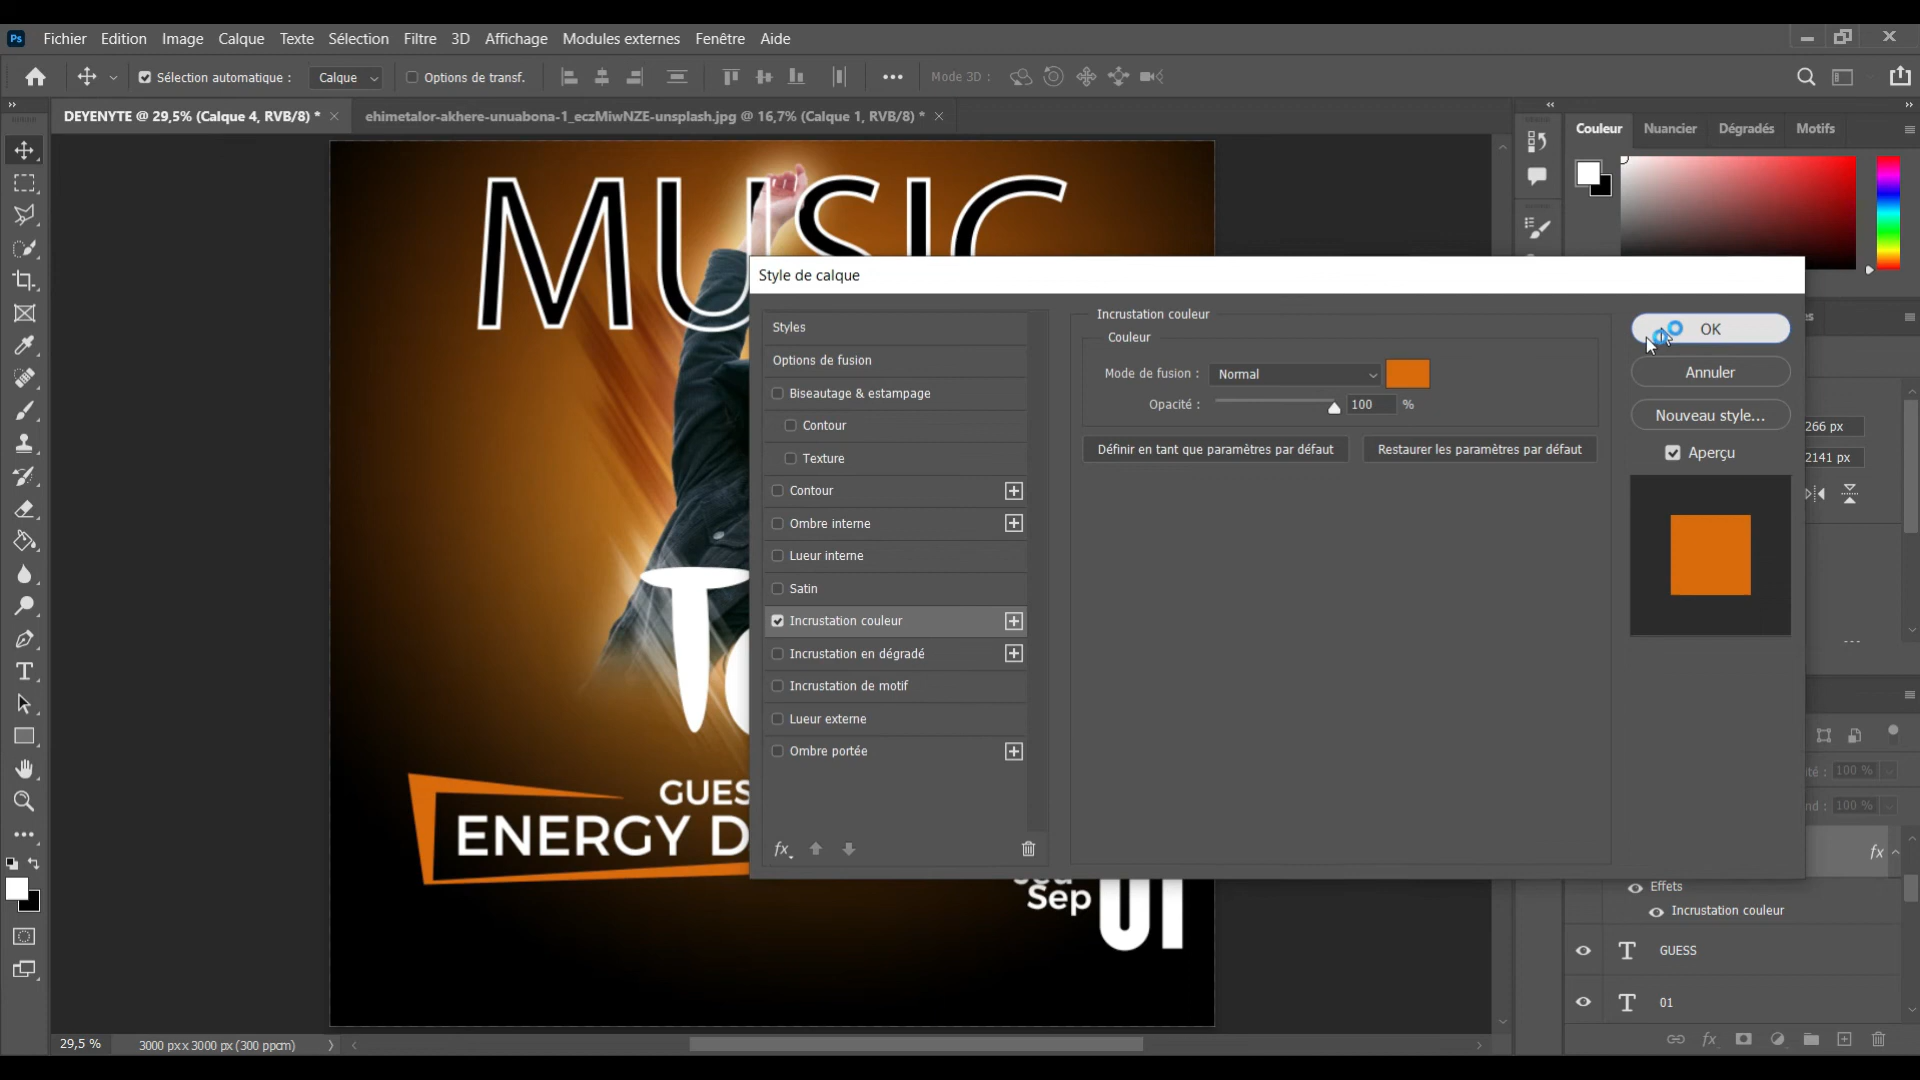 Ps Fichier Edition Image Calque Texte Sélection Filtre 3D Affichage Modules externes Fenêtre Aide
Sélection automatique : Calque Options de transf. Mode 3D :
DEYENYTE @ 29,5% (Calque 4, RVB/8) * ehimetalor-akhere-unuabona-1_eczMiwNZE-unsplash.jpg @ 16,7% (Calque 1, RVB/8) *
Couleur Nuancier Dégradés Motifs
MUSIC
Style de calque
Styles
Options de fusion
Biseautage & estampage
Contour
Texture
Contour
Ombre interne
Lueur interne
Satin
Incrustation couleur
Incrustation en dégradé
Incrustation de motif
Lueur externe
Ombre portée
fx
Incrustation couleur
Couleur
Mode de fusion : Normal
Opacité : 100 %
Définir en tant que paramètres par défaut Restaurer les paramètres par défaut
OK
Annuler
Nouveau style...
Aperçu
266 px
2141 px
GUES
ENERGY D
Sep 01
100 %
100 %
fx
Effets
Incrustation couleur
T GUESS
T 01
29,5 % 3000 px x 3000 px (300 ppcm)
fx